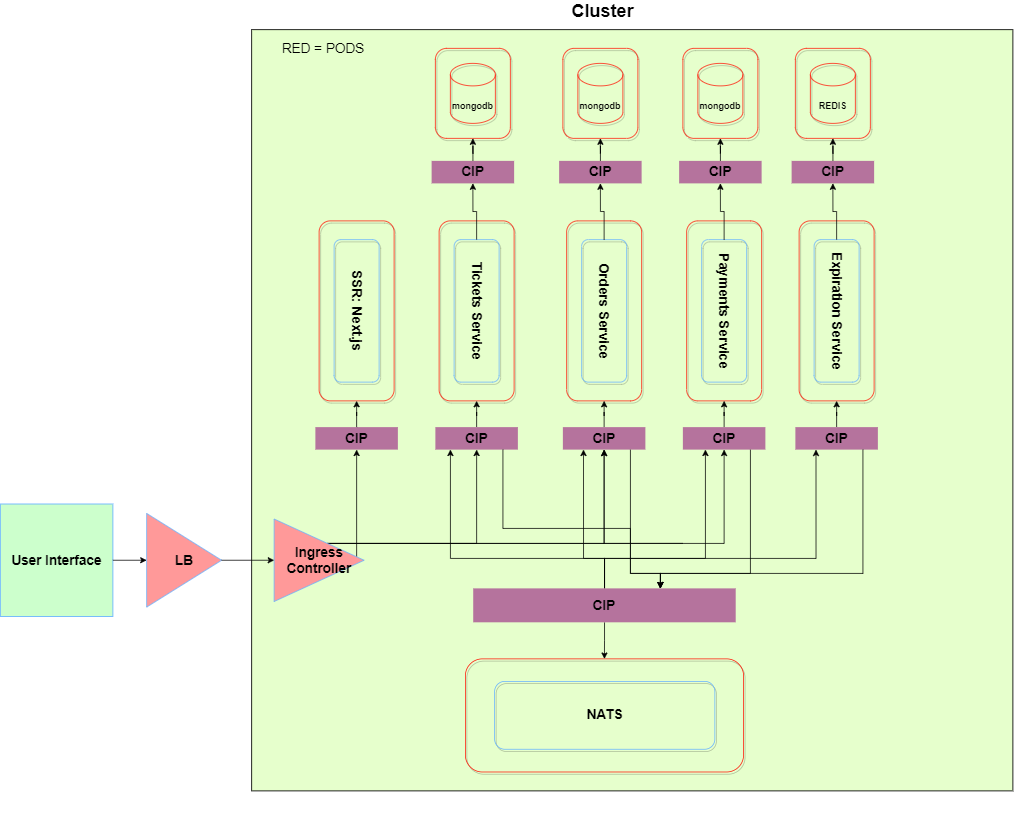 Cluster
RED = PODS
mongodb
mongodb
mongodb
REDIS
CIP
CIP
CIP
CIP
SSR: Next.js
Tickets Service
Orders Service
Payments Service
Expiration Service
CIP
CIP
CIP
CIP
CIP
User Interface
LB
Ingress
Controller
CIP
NATS